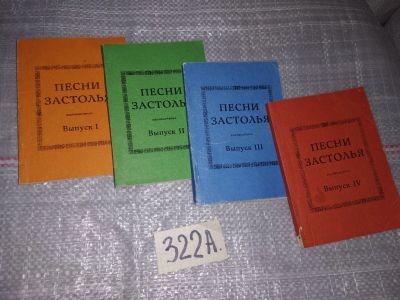 ПЕСНИ
ЗАСТОЛЬЯ
Выпуск I
ПЕСНИ
ЗАСТОЛЬЯ
Выпуск II
ПЕСНИ
ЗАСТОЛЬЯ
Выпуск III
ПЕСНИ
ЗАСТОЛЬЯ
Выпуск IV
322А.